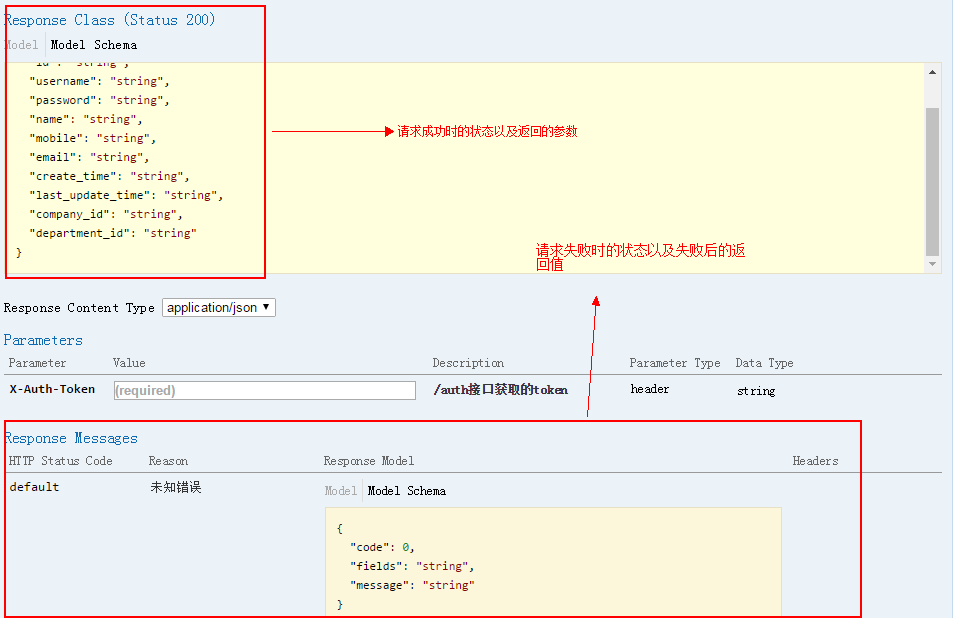 Response Class (Status 200)
Model Model Schema
"id": "string",
"username": "string",
"password": "string",
"name": "string",
"mobile": "string",
"email": "string",
"create_time": "string",
"last_update_time": "string",
"company_id": "string",
"department_id": "string"
}
请求成功时的状态以及返回的参数
请求失败时的状态以及失败后的返
回值
Response Content Type application/json
Parameters
Parameter Value Description Parameter Type Data Type
X-Auth-Token (required) /auth接口获取的token header string
Response Messages
HTTP Status Code Reason Response Model Headers
default 未知错误 Model Model Schema
{
"code": 0,
"fields": "string",
"message": "string"
}